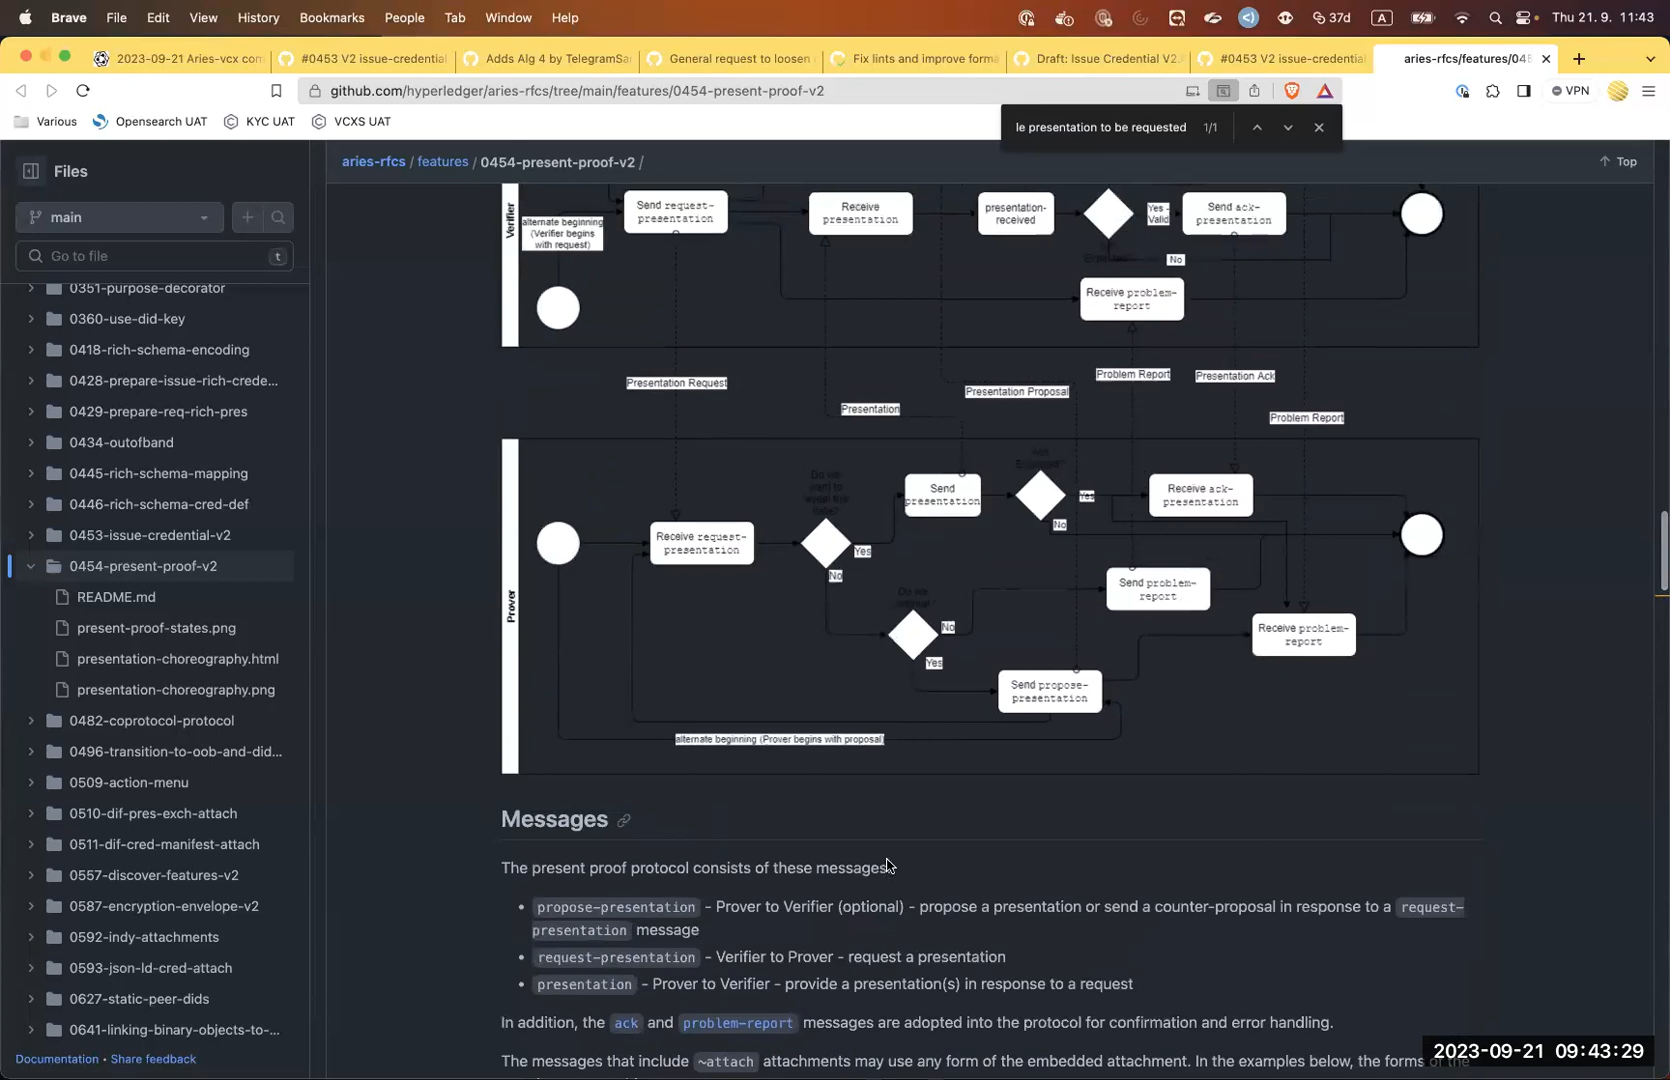 Brave File Edit View History Bookmarks People Tab Window Help 37d A Thu 21. 9. 11:43
2023-09-21 Aries-vcx con #0453 V2 issue-credential Adds Alg 4 by TelegramSa General request to loosen Fix lints and improve forma Draft: Issue Credential V2. #0453 V2 issue-credential aries-rfcs/features/045
github.com/hyperledger/aries-rfcs/tree/main/features/0454-present-proof-v2 VPN
Various Opensearch UAT KYC UAT VCXS UAT
le presentation to be requested 1/1
Files
aries-rfcs / features / 0454-present-proof-v2 / Top
main
Go to file t
0351-purpose-decorator
0360-use-did-key
0418-rich-schema-encoding
0428-prepare-issue-rich-crede...
0429-prepare-req-rich-pres
0434-outofband
0445-rich-schema-mapping
0446-rich-schema-cred-def
0453-issue-credential-v2
0454-present-proof-v2
README.md
present-proof-states.png
presentation-choreography.html
presentation-choreography.png
0482-coprotocol-protocol
0496-transition-to-oob-and-did...
0509-action-menu
0510-dif-pres-exch-attach
0511-dif-cred-manifest-attach
0557-discover-features-v2
0587-encryption-envelope-v2
0592-indy-attachments
0593-json-ld-cred-attach
0627-static-peer-dids
0641-linking-binary-objects-to-...
Documentation • Share feedback
Verifier
alternate beginning
(Verifier begins
with request)
Send request-
presentation
Receive
presentation
presentation-
received
Yes -
Valid
Send ack-
presentation
No
Receive problem-
report
Presentation Request
Presentation
Presentation Proposal
Problem Report
Presentation Ack
Problem Report
Prover
Receive request-
presentation
Yes
No
Send
presentation
Yes
No
Receive ack-
presentation
No
Yes
Send problem-
report
Receive problem-
report
Send propose-
presentation
alternate beginning (Prover begins with proposal)
Messages
The present proof protocol consists of these messages
• propose-presentation - Prover to Verifier (optional) - propose a presentation or send a counter-proposal in response to a request-
presentation message
• request-presentation - Verifier to Prover - request a presentation
• presentation - Prover to Verifier - provide a presentation(s) in response to a request
In addition, the ack and problem-report messages are adopted into the protocol for confirmation and error handling.
The messages that include ~attach attachments may use any form of the embedded attachment. In the examples below, the forms of the
2023-09-21 09:43:29